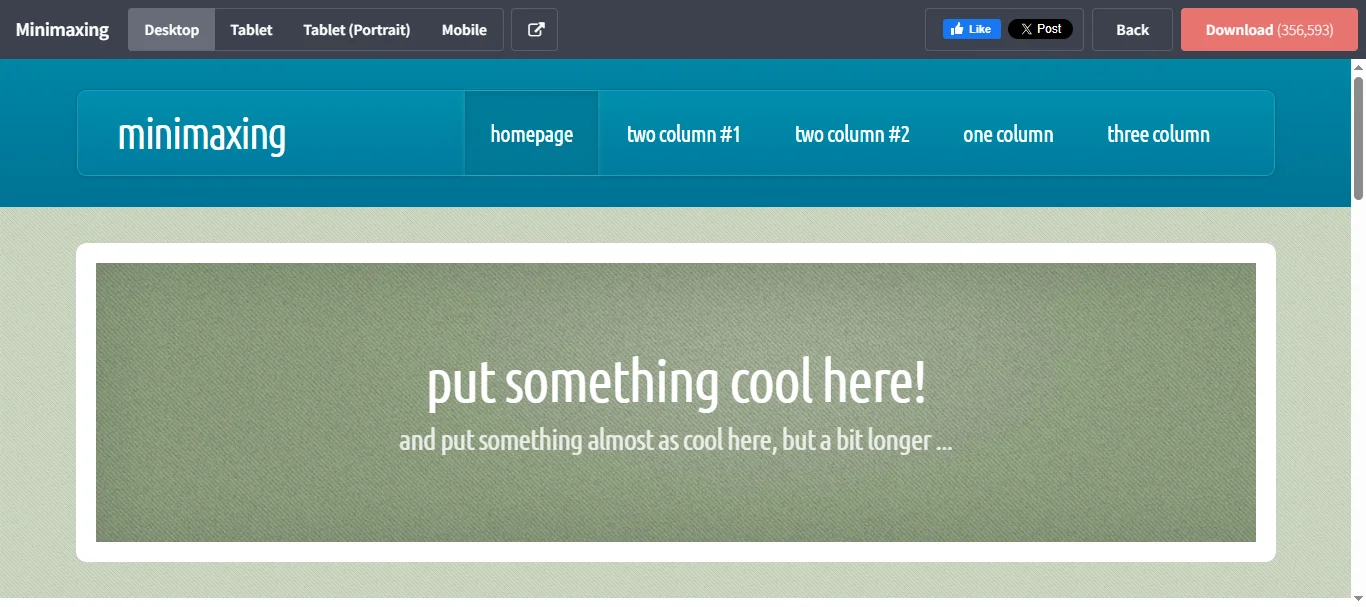 Minimaxing Desktop Tablet Tablet (Portrait) Mobile Like Post Back Download (356,593)
minimaxing homepage two column #1 two column #2 one column three column
put something cool here!
and put something almost as cool here, but a bit longer ...